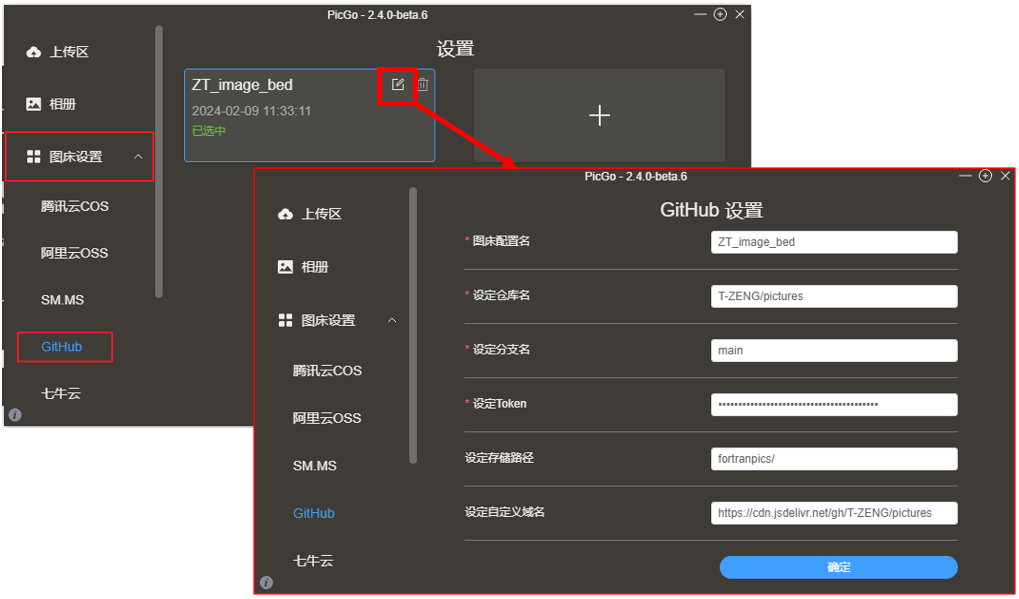 PicGo - 2.4.0-beta.6
上传区
相册
图床设置
腾讯云COS
阿里云OSS
SM.MS
GitHub
七牛云
设置
ZT_image_bed
2024-02-09 11:33:11
已选中
PicGo - 2.4.0-beta.6
上传区
相册
图床设置
腾讯云COS
阿里云OSS
SM.MS
GitHub
七牛云
GitHub 设置
* 图床配置名 ZT_image_bed
* 设定仓库名 T-ZENG/pictures
* 设定分支名 main
* 设定Token
设定存储路径 fortranpics/
设定自定义域名 https://cdn.jsdelivr.net/gh/T-ZENG/pictures
确定